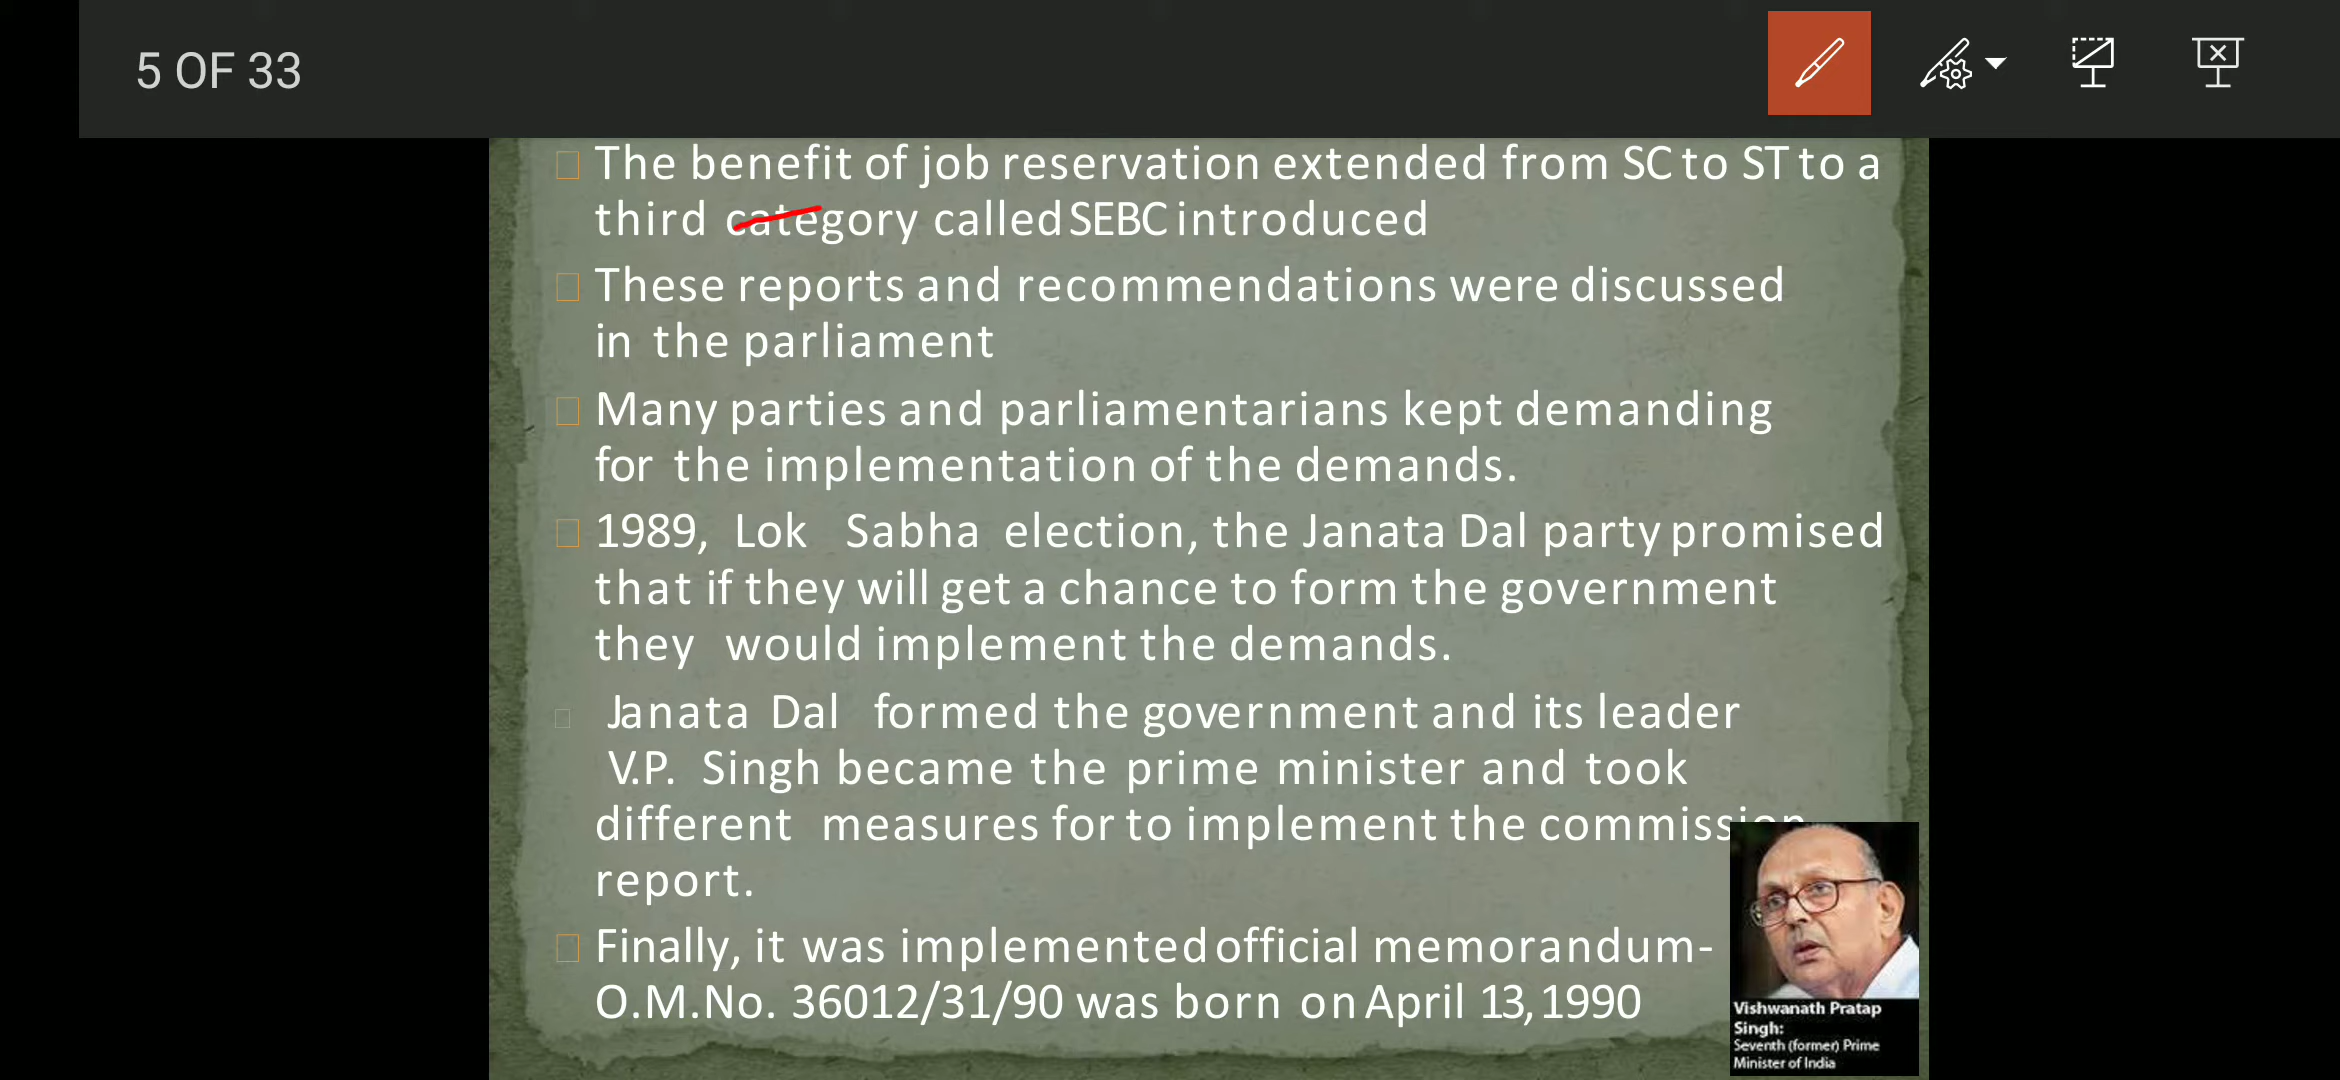 5 OF 33
The benefit of job reservation extended from SC to ST to a
third category called SEBC introduced
These reports and recommendations were discussed
in the parliament
Many parties and parliamentarians kept demanding
for the implementation of the demands.
1989, Lok Sabha election, the Janata Dal party promised
that if they will get a chance to form the government
they would implement the demands.
Janata Dal formed the government and its leader
V.P. Singh became the prime minister and took
different measures for to implement the commission
report.
Finally, it was implemented official memorandum-
O.M.No. 36012/31/90 was born on April 13, 1990
Vishwanath Pratap
Singh:
Seventh (former) Prime
Minister of India